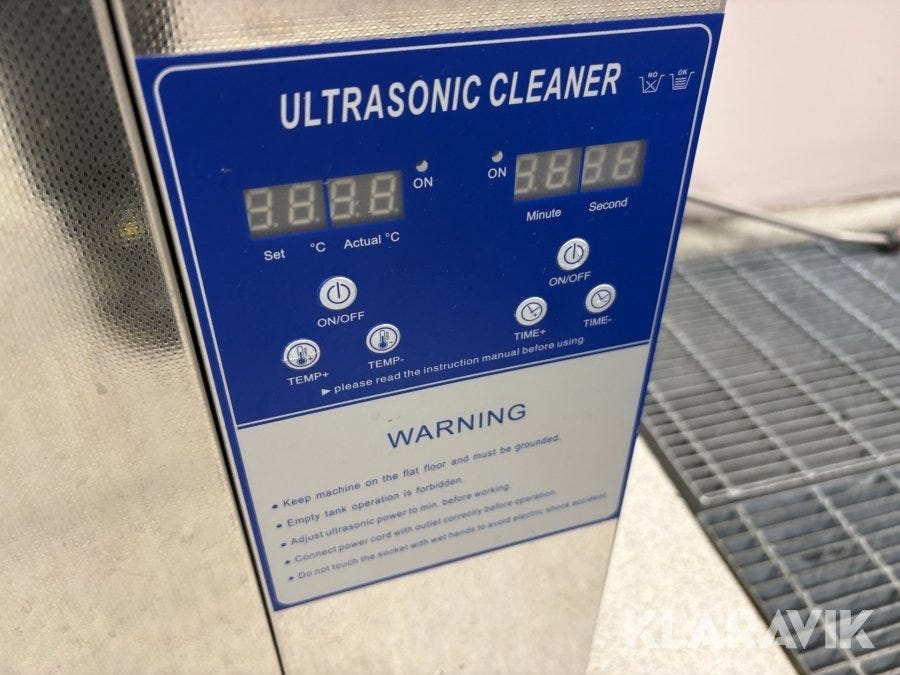 ULTRASONIC CLEANER
NO OK
ON ON
Set °C Actual °C Minute Second
ON/OFF ON/OFF
TEMP+ TEMP- TIME+ TIME-
►please read the instruction manual before using
WARNING
• Keep machine on the flat floor and must be grounded.
• Empty tank operation is forbidden.
• Adjust ultrasonic power to min. before working.
• Connect power cord with outlet correctly before operation.
• Do not touch the socket with wet hands to avoid electric shock accident.
KLARAVIK